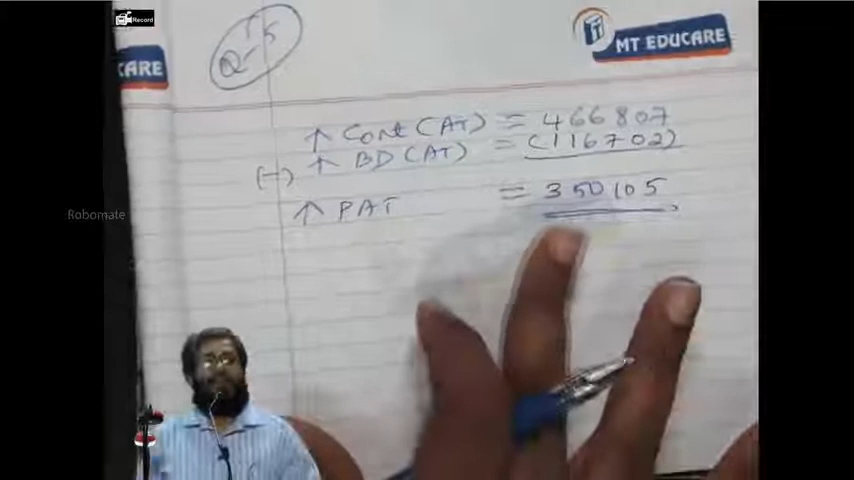 Record
CARE
Q-5
MT EDUCARE
↑ Cont (AT) = 466807
(-) ↑ BD (AT) = (116702)
↑ PAT = 350105
Robomate